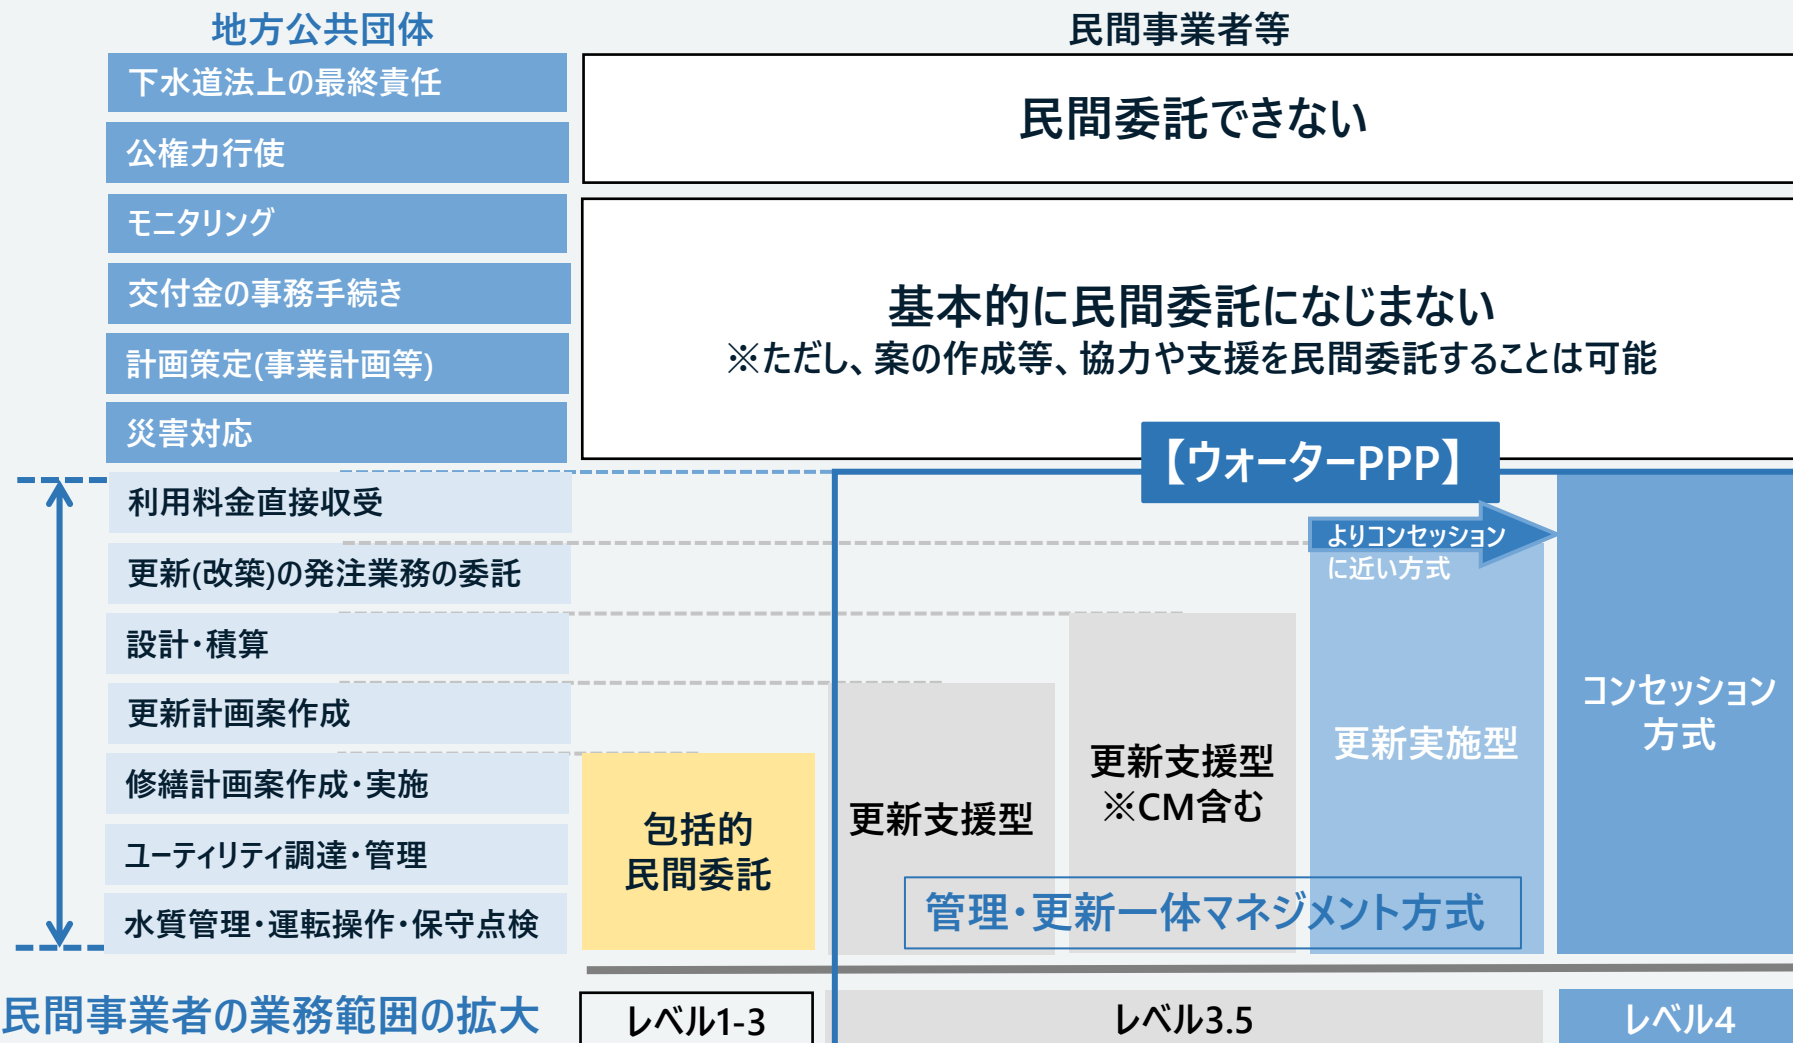 地方公共団体
民間事業者等
下水道法上の最終責任
公権力行使
民間委託できない
モニタリング
交付金の事務手続き
計画策定(事業計画等)
災害対応
基本的に民間委託になじまない
※ただし、案の作成等、協力や支援を民間委託することは可能
【ウォーターPPP】
利用料金直接収受
更新(改築)の発注業務の委託
設計・積算
更新計画案作成
修繕計画案作成・実施
ユーティリティ調達・管理
水質管理・運転操作・保守点検
よりコンセッション
に近い方式
包括的
民間委託
更新支援型
更新支援型
※CM含む
更新実施型
コンセッション
方式
管理・更新一体マネジメント方式
民間事業者の業務範囲の拡大
レベル1-3
レベル3.5
レベル4